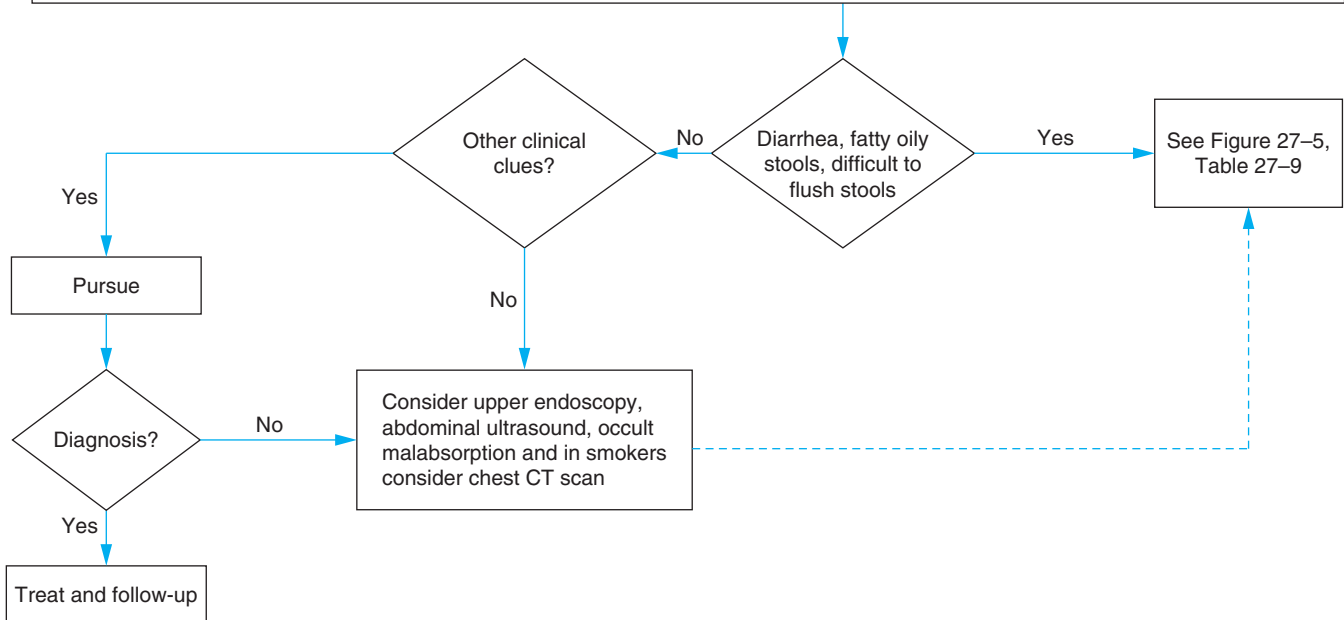 Other clinical
clues?
No
Diarrhea, fatty oily
stools, difficult to
flush stools
Yes
See Figure 27–5,
Table 27–9
Yes
Pursue
No
Diagnosis?
No
Consider upper endoscopy,
abdominal ultrasound, occult
malabsorption and in smokers
consider chest CT scan
Yes
Treat and follow-up